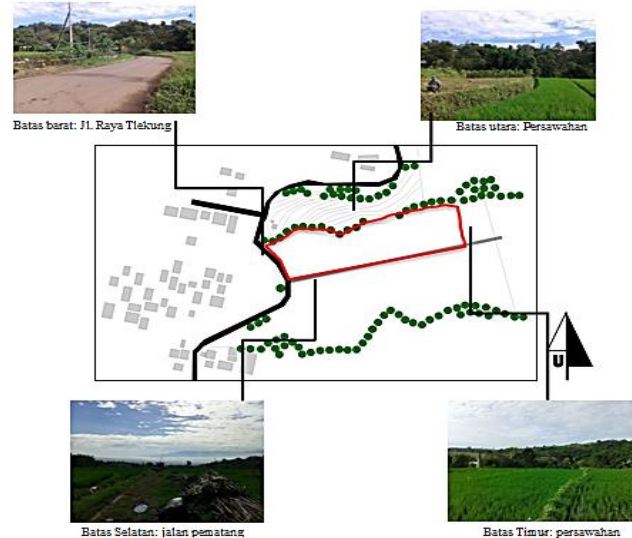 Batas barat: Jl. Raya Tlekung
Batas utara: Persawahan
U
Batas Selatan: jalan pematang
Batas Timur: persawahan